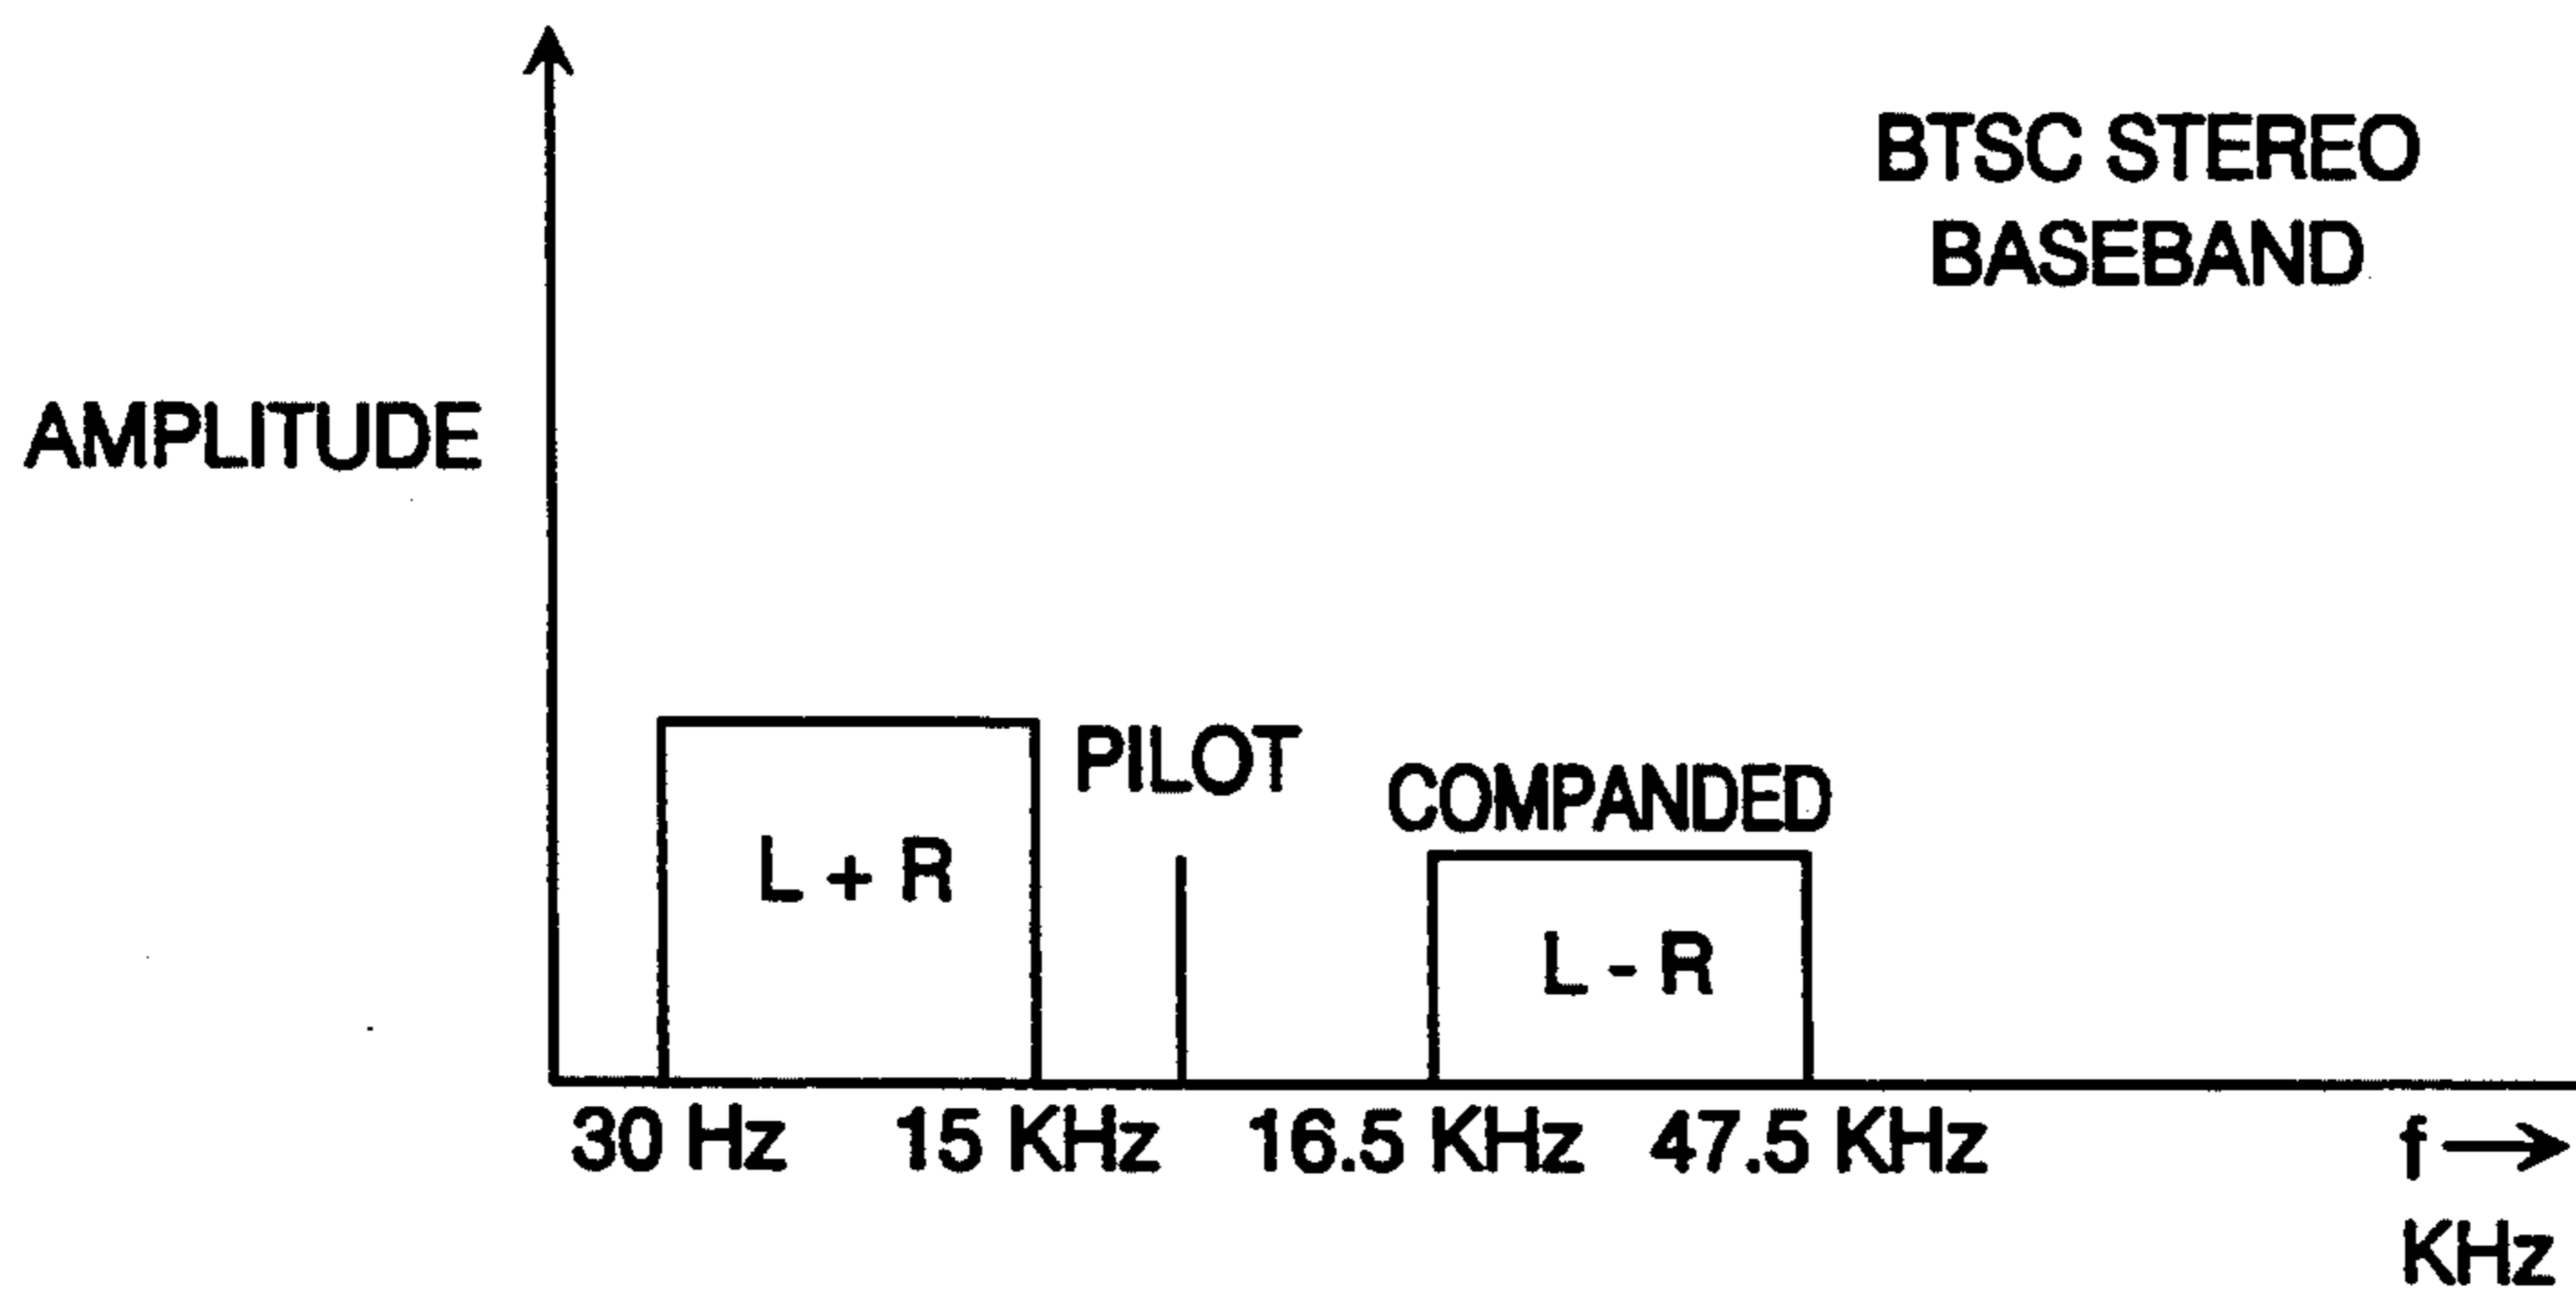 BTSC STEREO
BASEBAND
AMPLITUDE
PILOT
COMPANDED
L + R
L - R
30 Hz
15 KHz
16.5 KHz
47.5 KHz
f →
KHz